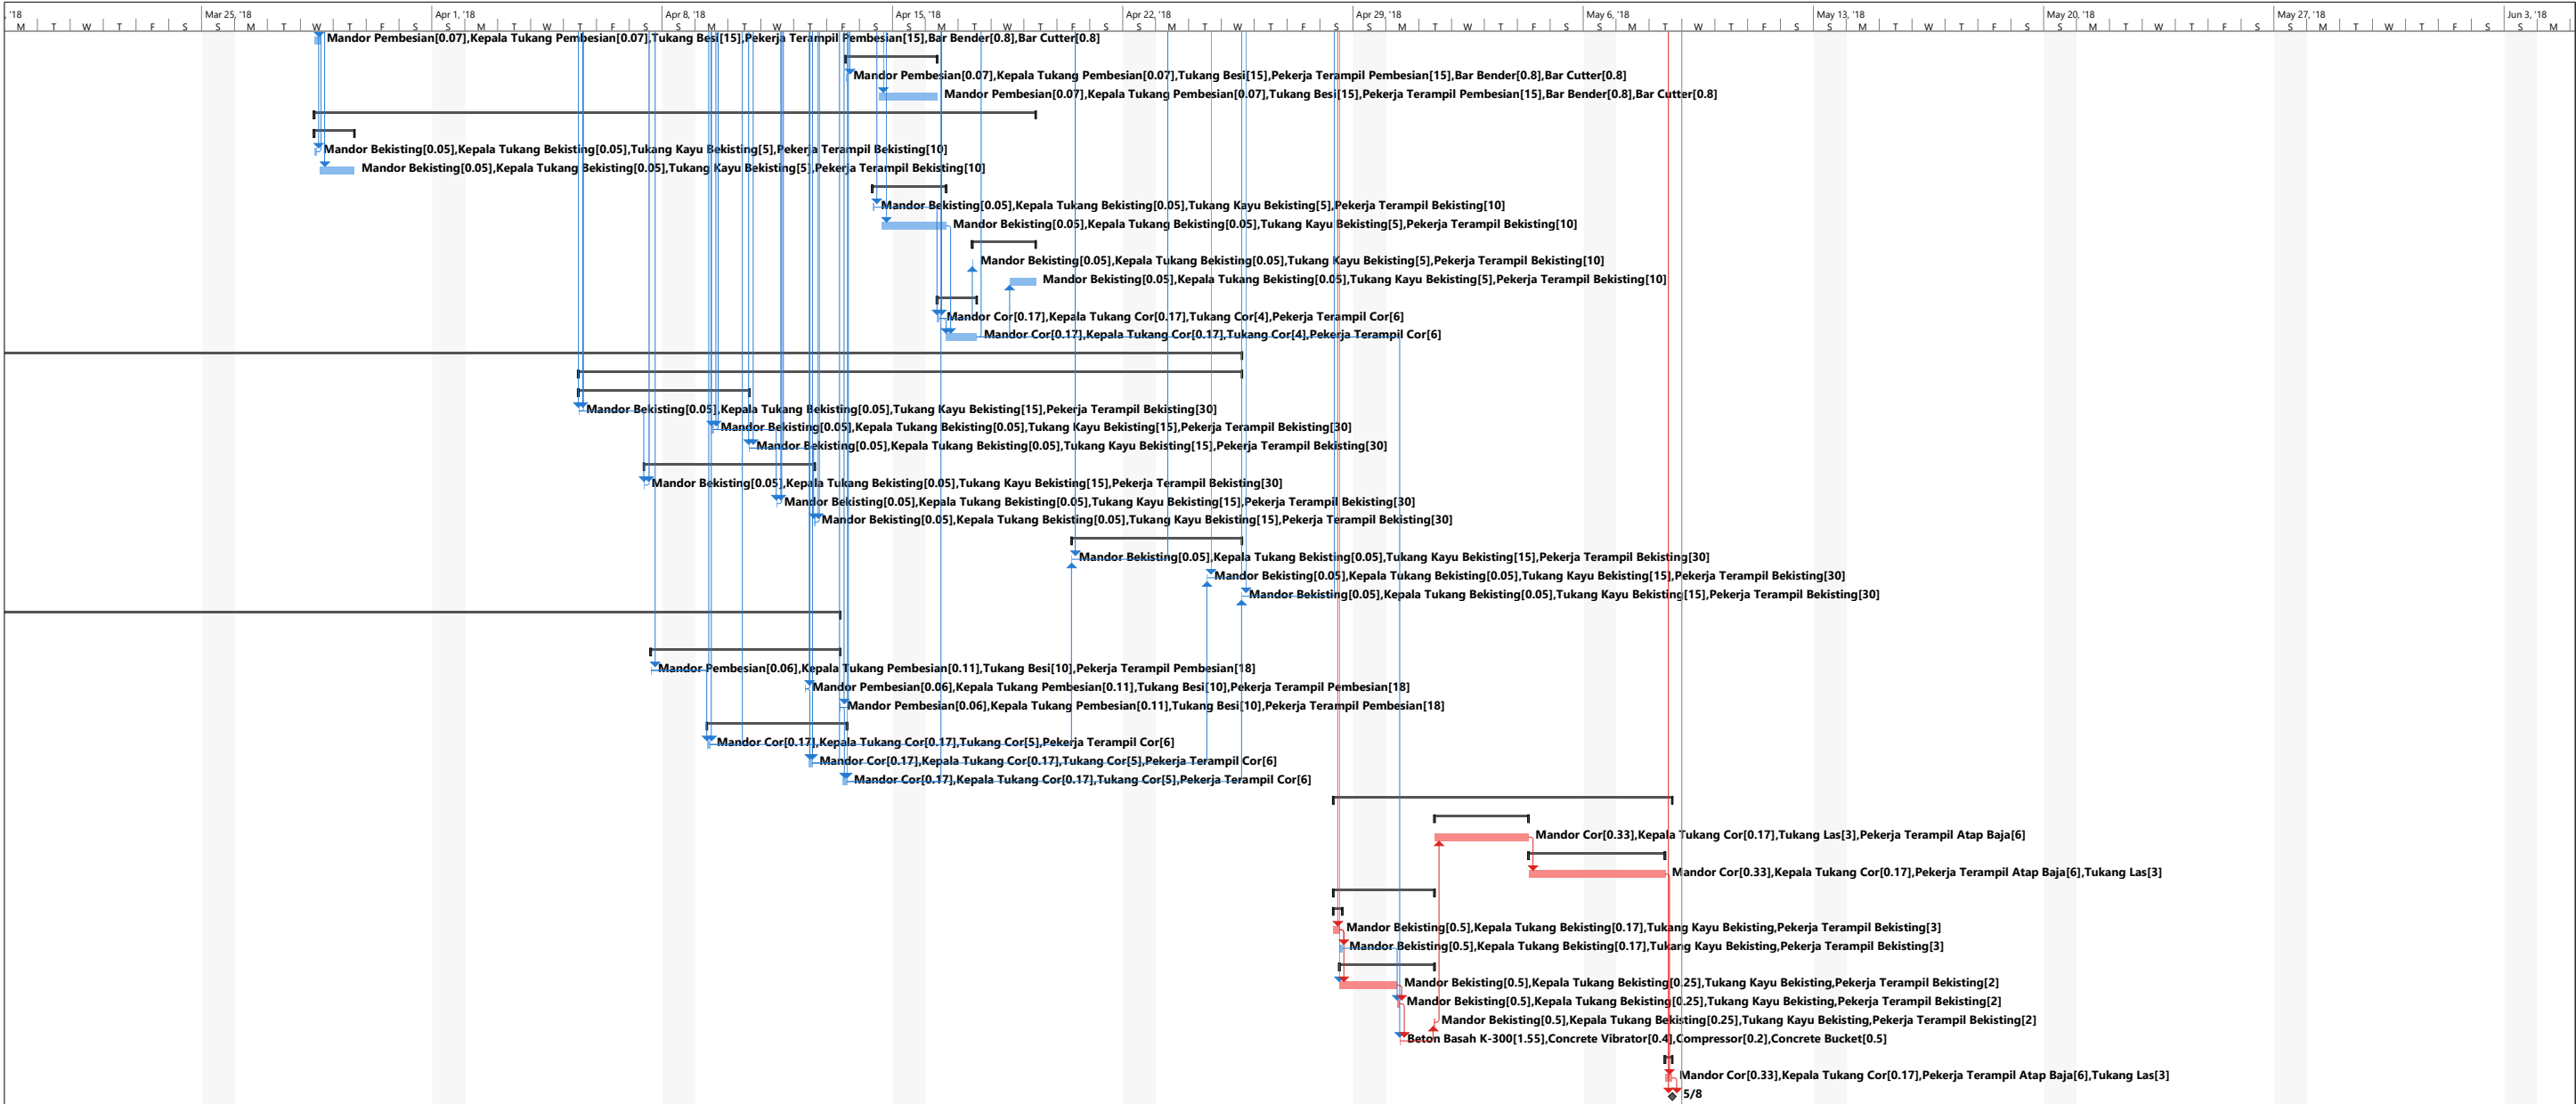 , '18 Mar 25, '18 Apr 1, '18 Apr 8, '18 Apr 15, '18 Apr 22, '18 Apr 29, '18 May 6, '18 May 13, '18 May 20, '18 May 27, '18 Jun 3, '18
M T W T F S S M T W T F S S M T W T F S S M T W T F S S M T W T F S S M T W T F S S M T W T F S S M T W T F S S M T W T F S S M T W T F S S M T W T F S S M T W T F S S M
Mandor Pembesian[0.07],Kepala Tukang Pembesian[0.07],Tukang Besi[15],Pekerja Terampil Pembesian[15],Bar Bender[0.8],Bar Cutter[0.8]
Mandor Pembesian[0.07],Kepala Tukang Pembesian[0.07],Tukang Besi[15],Pekerja Terampil Pembesian[15],Bar Bender[0.8],Bar Cutter[0.8]
Mandor Pembesian[0.07],Kepala Tukang Pembesian[0.07],Tukang Besi[15],Pekerja Terampil Pembesian[15],Bar Bender[0.8],Bar Cutter[0.8]
Mandor Bekisting[0.05],Kepala Tukang Bekisting[0.05],Tukang Kayu Bekisting[5],Pekerja Terampil Bekisting[10]
Mandor Bekisting[0.05],Kepala Tukang Bekisting[0.05],Tukang Kayu Bekisting[5],Pekerja Terampil Bekisting[10]
Mandor Bekisting[0.05],Kepala Tukang Bekisting[0.05],Tukang Kayu Bekisting[5],Pekerja Terampil Bekisting[10]
Mandor Bekisting[0.05],Kepala Tukang Bekisting[0.05],Tukang Kayu Bekisting[5],Pekerja Terampil Bekisting[10]
Mandor Bekisting[0.05],Kepala Tukang Bekisting[0.05],Tukang Kayu Bekisting[5],Pekerja Terampil Bekisting[10]
Mandor Bekisting[0.05],Kepala Tukang Bekisting[0.05],Tukang Kayu Bekisting[5],Pekerja Terampil Bekisting[10]
Mandor Cor[0.17],Kepala Tukang Cor[0.17],Tukang Cor[4],Pekerja Terampil Cor[6]
Mandor Cor[0.17],Kepala Tukang Cor[0.17],Tukang Cor[4],Pekerja Terampil Cor[6]
Mandor Bekisting[0.05],Kepala Tukang Bekisting[0.05],Tukang Kayu Bekisting[15],Pekerja Terampil Bekisting[30]
Mandor Bekisting[0.05],Kepala Tukang Bekisting[0.05],Tukang Kayu Bekisting[15],Pekerja Terampil Bekisting[30]
Mandor Bekisting[0.05],Kepala Tukang Bekisting[0.05],Tukang Kayu Bekisting[15],Pekerja Terampil Bekisting[30]
Mandor Bekisting[0.05],Kepala Tukang Bekisting[0.05],Tukang Kayu Bekisting[15],Pekerja Terampil Bekisting[30]
Mandor Bekisting[0.05],Kepala Tukang Bekisting[0.05],Tukang Kayu Bekisting[15],Pekerja Terampil Bekisting[30]
Mandor Bekisting[0.05],Kepala Tukang Bekisting[0.05],Tukang Kayu Bekisting[15],Pekerja Terampil Bekisting[30]
Mandor Bekisting[0.05],Kepala Tukang Bekisting[0.05],Tukang Kayu Bekisting[15],Pekerja Terampil Bekisting[30]
Mandor Bekisting[0.05],Kepala Tukang Bekisting[0.05],Tukang Kayu Bekisting[15],Pekerja Terampil Bekisting[30]
Mandor Bekisting[0.05],Kepala Tukang Bekisting[0.05],Tukang Kayu Bekisting[15],Pekerja Terampil Bekisting[30]
Mandor Pembesian[0.06],Kepala Tukang Pembesian[0.11],Tukang Besi[10],Pekerja Terampil Pembesian[18]
Mandor Pembesian[0.06],Kepala Tukang Pembesian[0.11],Tukang Besi[10],Pekerja Terampil Pembesian[18]
Mandor Pembesian[0.06],Kepala Tukang Pembesian[0.11],Tukang Besi[10],Pekerja Terampil Pembesian[18]
Mandor Cor[0.17],Kepala Tukang Cor[0.17],Tukang Cor[5],Pekerja Terampil Cor[6]
Mandor Cor[0.17],Kepala Tukang Cor[0.17],Tukang Cor[5],Pekerja Terampil Cor[6]
Mandor Cor[0.17],Kepala Tukang Cor[0.17],Tukang Cor[5],Pekerja Terampil Cor[6]
Mandor Cor[0.33],Kepala Tukang Cor[0.17],Tukang Las[3],Pekerja Terampil Atap Baja[6]
Mandor Cor[0.33],Kepala Tukang Cor[0.17],Pekerja Terampil Atap Baja[6],Tukang Las[3]
Mandor Bekisting[0.5],Kepala Tukang Bekisting[0.17],Tukang Kayu Bekisting,Pekerja Terampil Bekisting[3]
Mandor Bekisting[0.5],Kepala Tukang Bekisting[0.17],Tukang Kayu Bekisting,Pekerja Terampil Bekisting[3]
Mandor Bekisting[0.5],Kepala Tukang Bekisting[0.25],Tukang Kayu Bekisting,Pekerja Terampil Bekisting[2]
Mandor Bekisting[0.5],Kepala Tukang Bekisting[0.25],Tukang Kayu Bekisting,Pekerja Terampil Bekisting[2]
Mandor Bekisting[0.5],Kepala Tukang Bekisting[0.25],Tukang Kayu Bekisting,Pekerja Terampil Bekisting[2]
Beton Basah K-300[1.55],Concrete Vibrator[0.4],Compressor[0.2],Concrete Bucket[0.5]
Mandor Cor[0.33],Kepala Tukang Cor[0.17],Pekerja Terampil Atap Baja[6],Tukang Las[3]
5/8